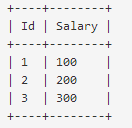 +----+--------+
| Id | Salary |
+----+--------+
| 1  | 100    |
| 2  | 200    |
| 3  | 300    |
+----+--------+